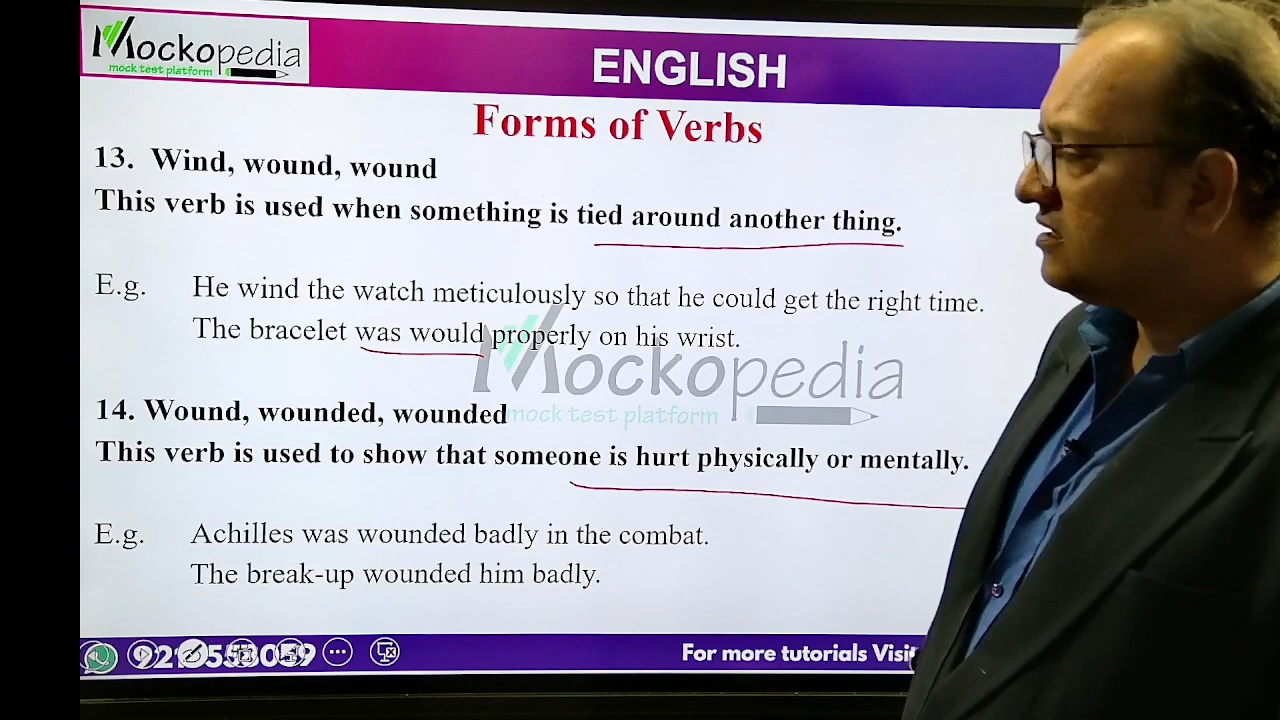 Mockopedia
mock test platform
ENGLISH
Forms of Verbs
13. Wind, wound, wound
This verb is used when something is tied around another thing.
E.g. He wind the watch meticulously so that he could get the right time.
The bracelet was would properly on his wrist.
Mockopedia
mock test platform
14. Wound, wounded, wounded
This verb is used to show that someone is hurt physically or mentally.
E.g. Achilles was wounded badly in the combat.
The break-up wounded him badly.
For more tutorials Visit